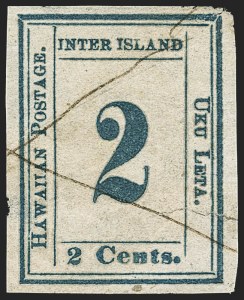 INTER ISLAND
HAWAIIAN POSTAGE.
2
UKU LETA.
2 Cents.